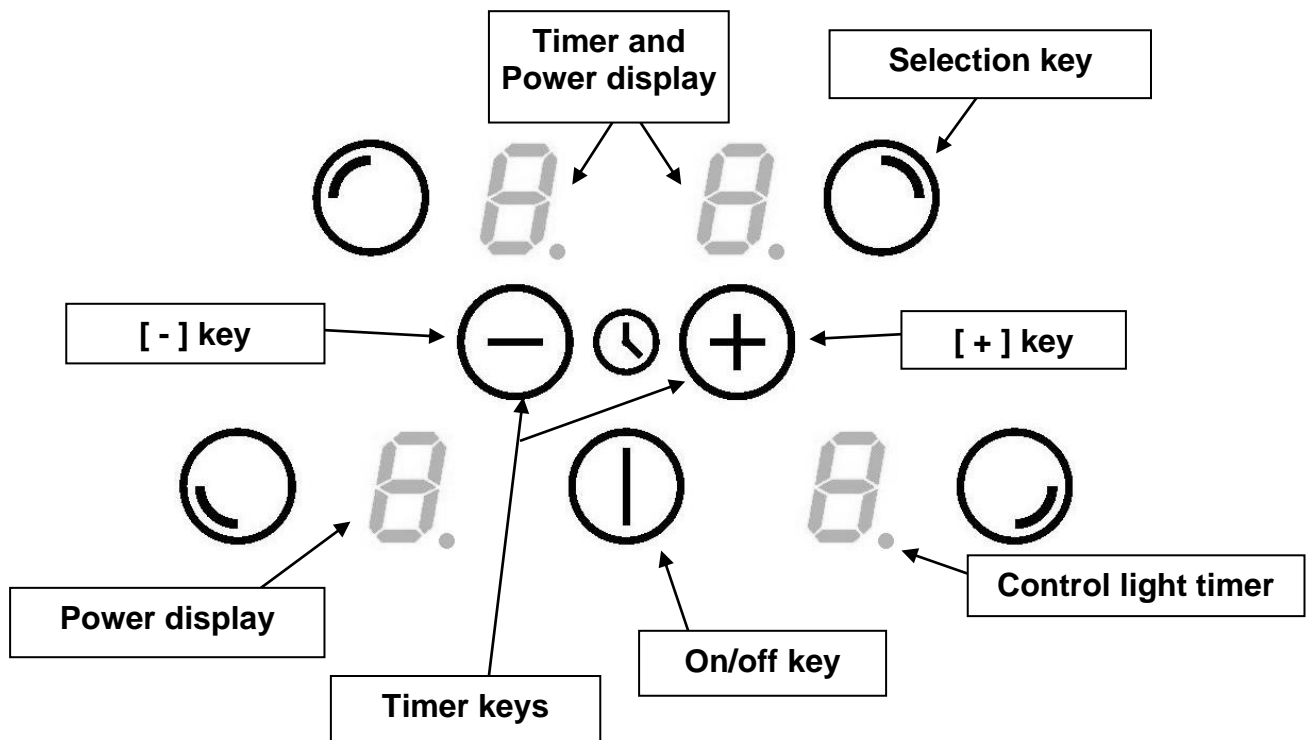 Timer and
Power display
Selection key
[ - ] key
[ + ] key
Power display
Control light timer
On/off key
Timer keys